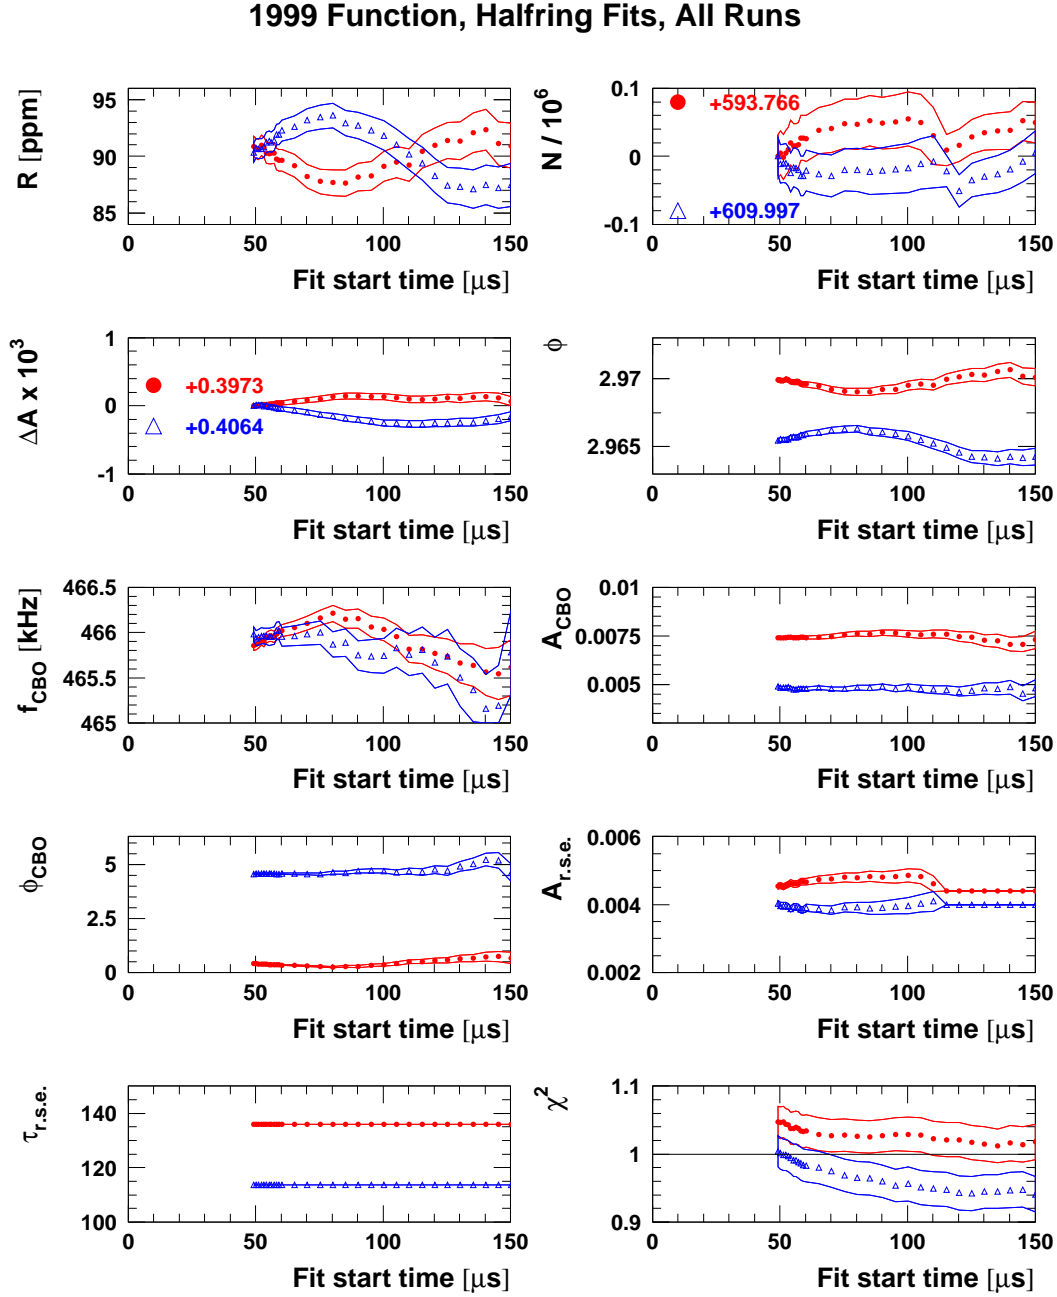 1999 Function, Halfring Fits, All Runs
R [ppm]
95
90
85
0 50 100 150
Fit start time [μs]
N / 10^6
0.1
0
-0.1
+593.766
+609.997
0 50 100 150
Fit start time [μs]
ΔA x 10^3
1
0
-1
+0.3973
+0.4064
0 50 100 150
Fit start time [μs]
ϕ
2.97
2.965
0 50 100 150
Fit start time [μs]
f_CBO [kHz]
466.5
466
465.5
465
0 50 100 150
Fit start time [μs]
A_CBO
0.01
0.0075
0.005
0 50 100 150
Fit start time [μs]
ϕ_CBO
5
2.5
0
0 50 100 150
Fit start time [μs]
A_r.s.e.
0.006
0.004
0.002
0 50 100 150
Fit start time [μs]
τ_r.s.e.
140
120
100
0 50 100 150
Fit start time [μs]
χ^2
1.1
1
0.9
0 50 100 150
Fit start time [μs]